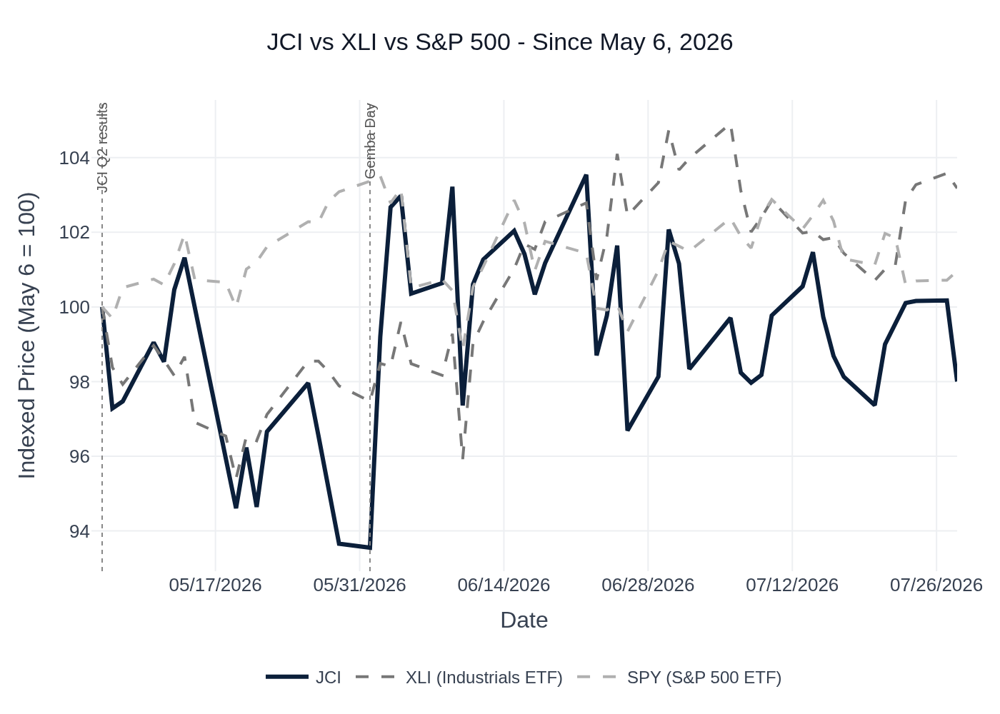 JCI vs XLI vs S&P 500 - Since May 6, 2026
JCI Q2 results
Gemba Day
Indexed Price (May 6 = 100)
104
102
100
98
96
94
05/17/2026
05/31/2026
06/14/2026
06/28/2026
07/12/2026
07/26/2026
Date
JCI
XLI (Industrials ETF)
SPY (S&P 500 ETF)